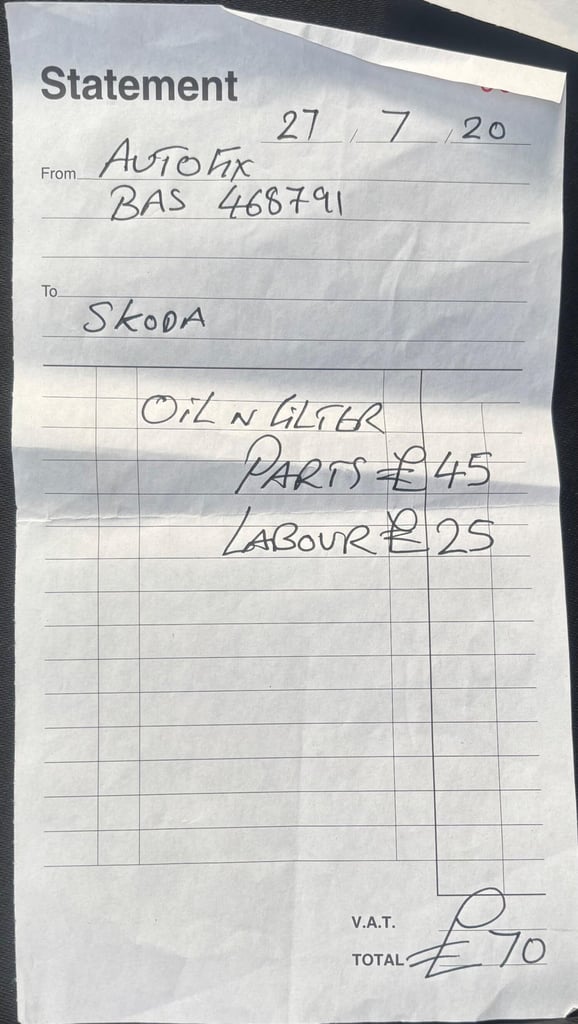 Statement
27 / 7 / 20
From AUTOFIX
BAS 468791
To
SKODA
OiL N FiLTER
PARTS £ 45
LABOUR £ 25
V.A.T.
TOTAL £ 70